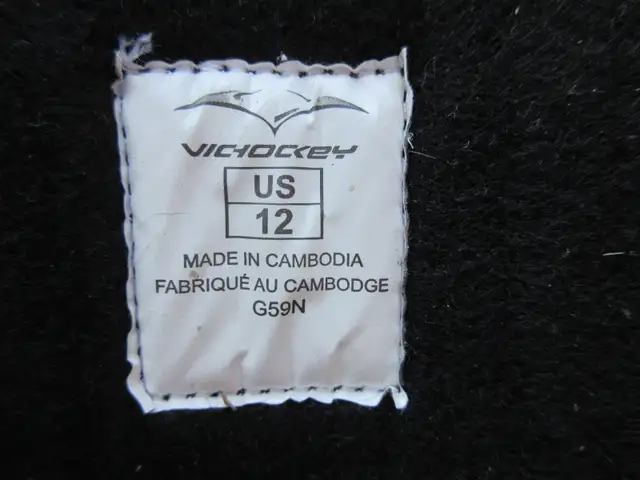 VICHOCKEY
US
12
MADE IN CAMBODIA
FABRIQUÉ AU CAMBODGE
G59N